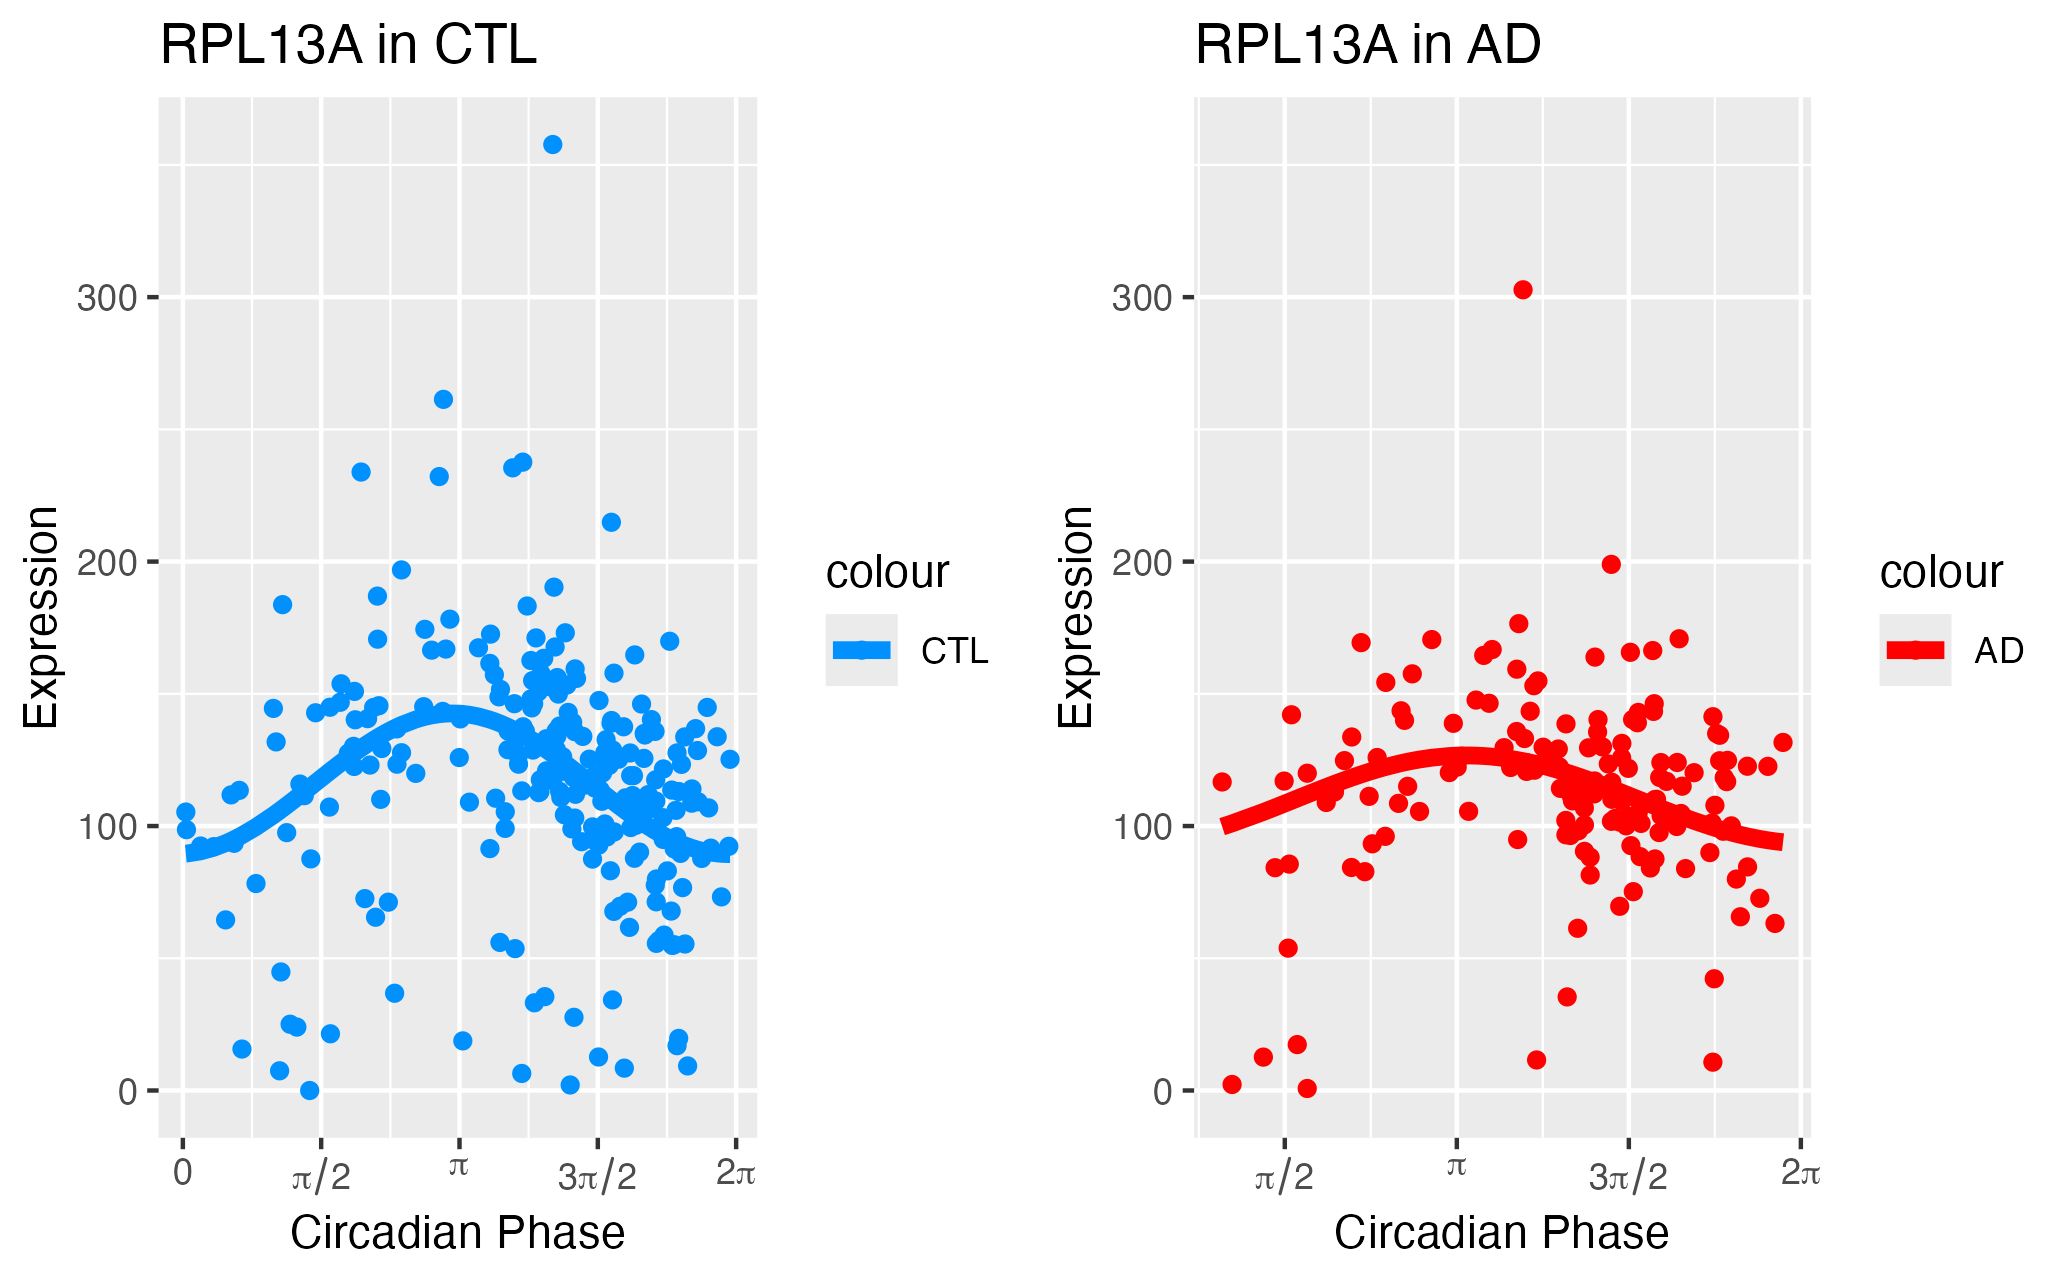 RPL13A in CTL
Expression
300
200
100
0
0 π/2 π 3π/2 2π
Circadian Phase
colour
CTL
RPL13A in AD
Expression
300
200
100
0
π/2 π 3π/2 2π
Circadian Phase
colour
AD